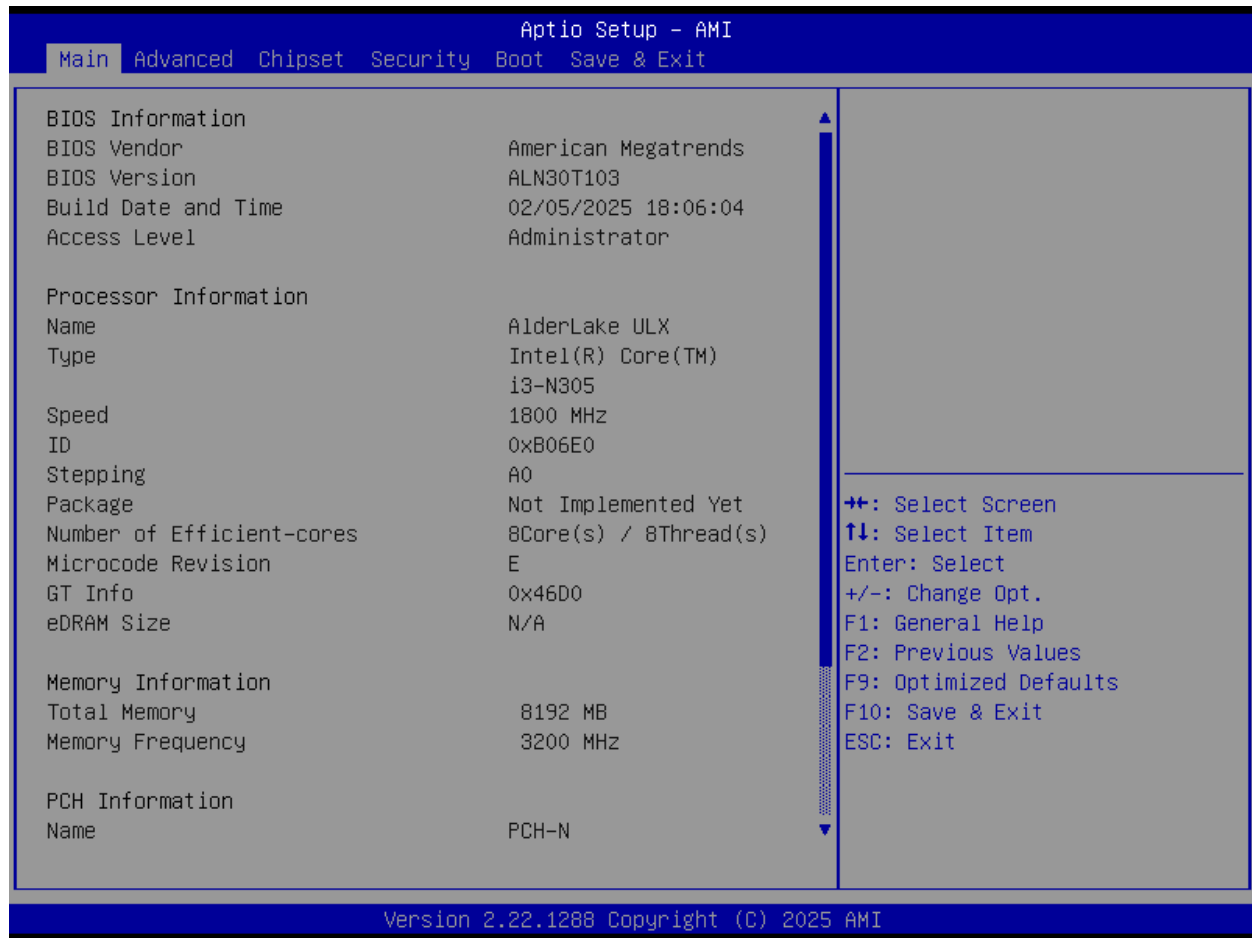 Aptio Setup – AMI
Main Advanced Chipset Security Boot Save & Exit
BIOS Information
BIOS Vendor American Megatrends
BIOS Version ALN30T103
Build Date and Time 02/05/2025 18:06:04
Access Level Administrator
Processor Information
Name AlderLake ULX
Type Intel(R) Core(TM)
i3-N305
Speed 1800 MHz
ID 0xB06E0
Stepping A0
Package Not Implemented Yet
Number of Efficient-cores 8Core(s) / 8Thread(s)
Microcode Revision E
GT Info 0x46D0
eDRAM Size N/A
Memory Information
Total Memory 8192 MB
Memory Frequency 3200 MHz
PCH Information
Name PCH-N
→←: Select Screen
↑↓: Select Item
Enter: Select
+/-: Change Opt.
F1: General Help
F2: Previous Values
F9: Optimized Defaults
F10: Save & Exit
ESC: Exit
Version 2.22.1288 Copyright (C) 2025 AMI